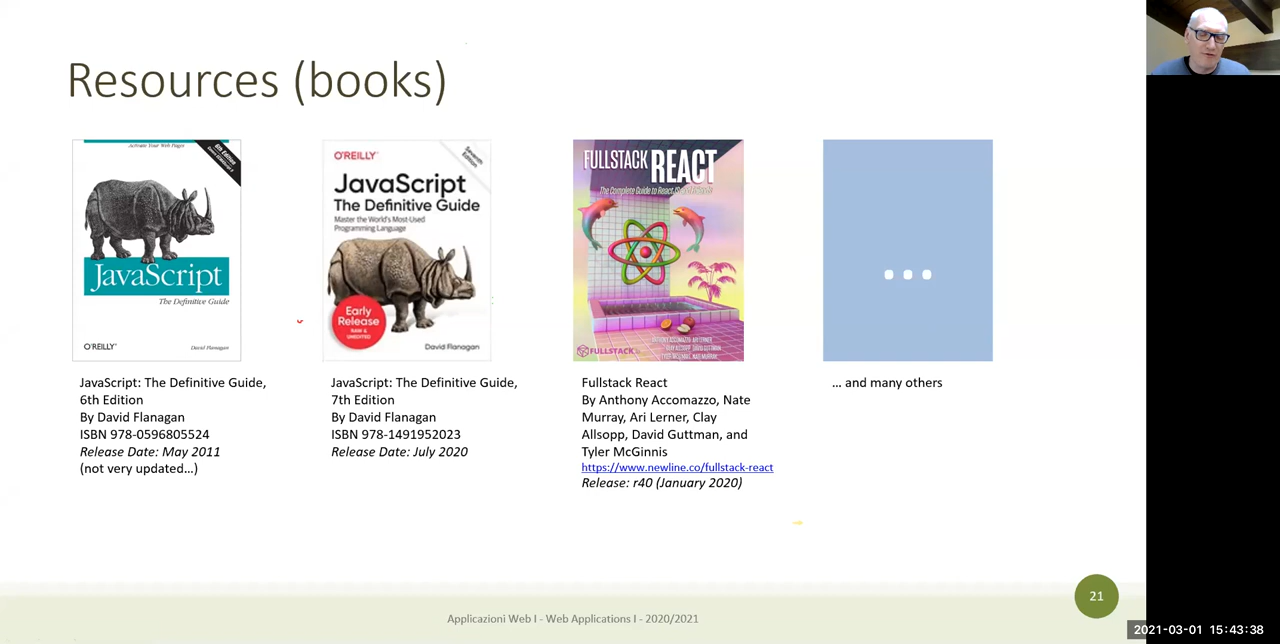 Resources (books)
Activate Your Web Pages
6th Edition
JavaScript
The Definitive Guide
O'REILLY
David Flanagan
JavaScript: The Definitive Guide,
6th Edition
By David Flanagan
ISBN 978-0596805524
Release Date: May 2011
(not very updated...)
O'REILLY
Seventh
Edition
JavaScript
The Definitive Guide
Master the World's Most-Used
Programming Language
Early
Release
RAW &
UNEDITED
David Flanagan
JavaScript: The Definitive Guide,
7th Edition
By David Flanagan
ISBN 978-1491952023
Release Date: July 2020
FULLSTACK REACT
The Complete Guide to React
FULLSTACK
Fullstack React
By Anthony Accomazzo, Nate
Murray, Ari Lerner, Clay
Allsopp, David Guttman, and
Tyler McGinnis
https://www.newline.co/fullstack-react
Release: r40 (January 2020)
... and many others
21
Applicazioni Web I - Web Applications I - 2020/2021
2021-03-01 15:43:38